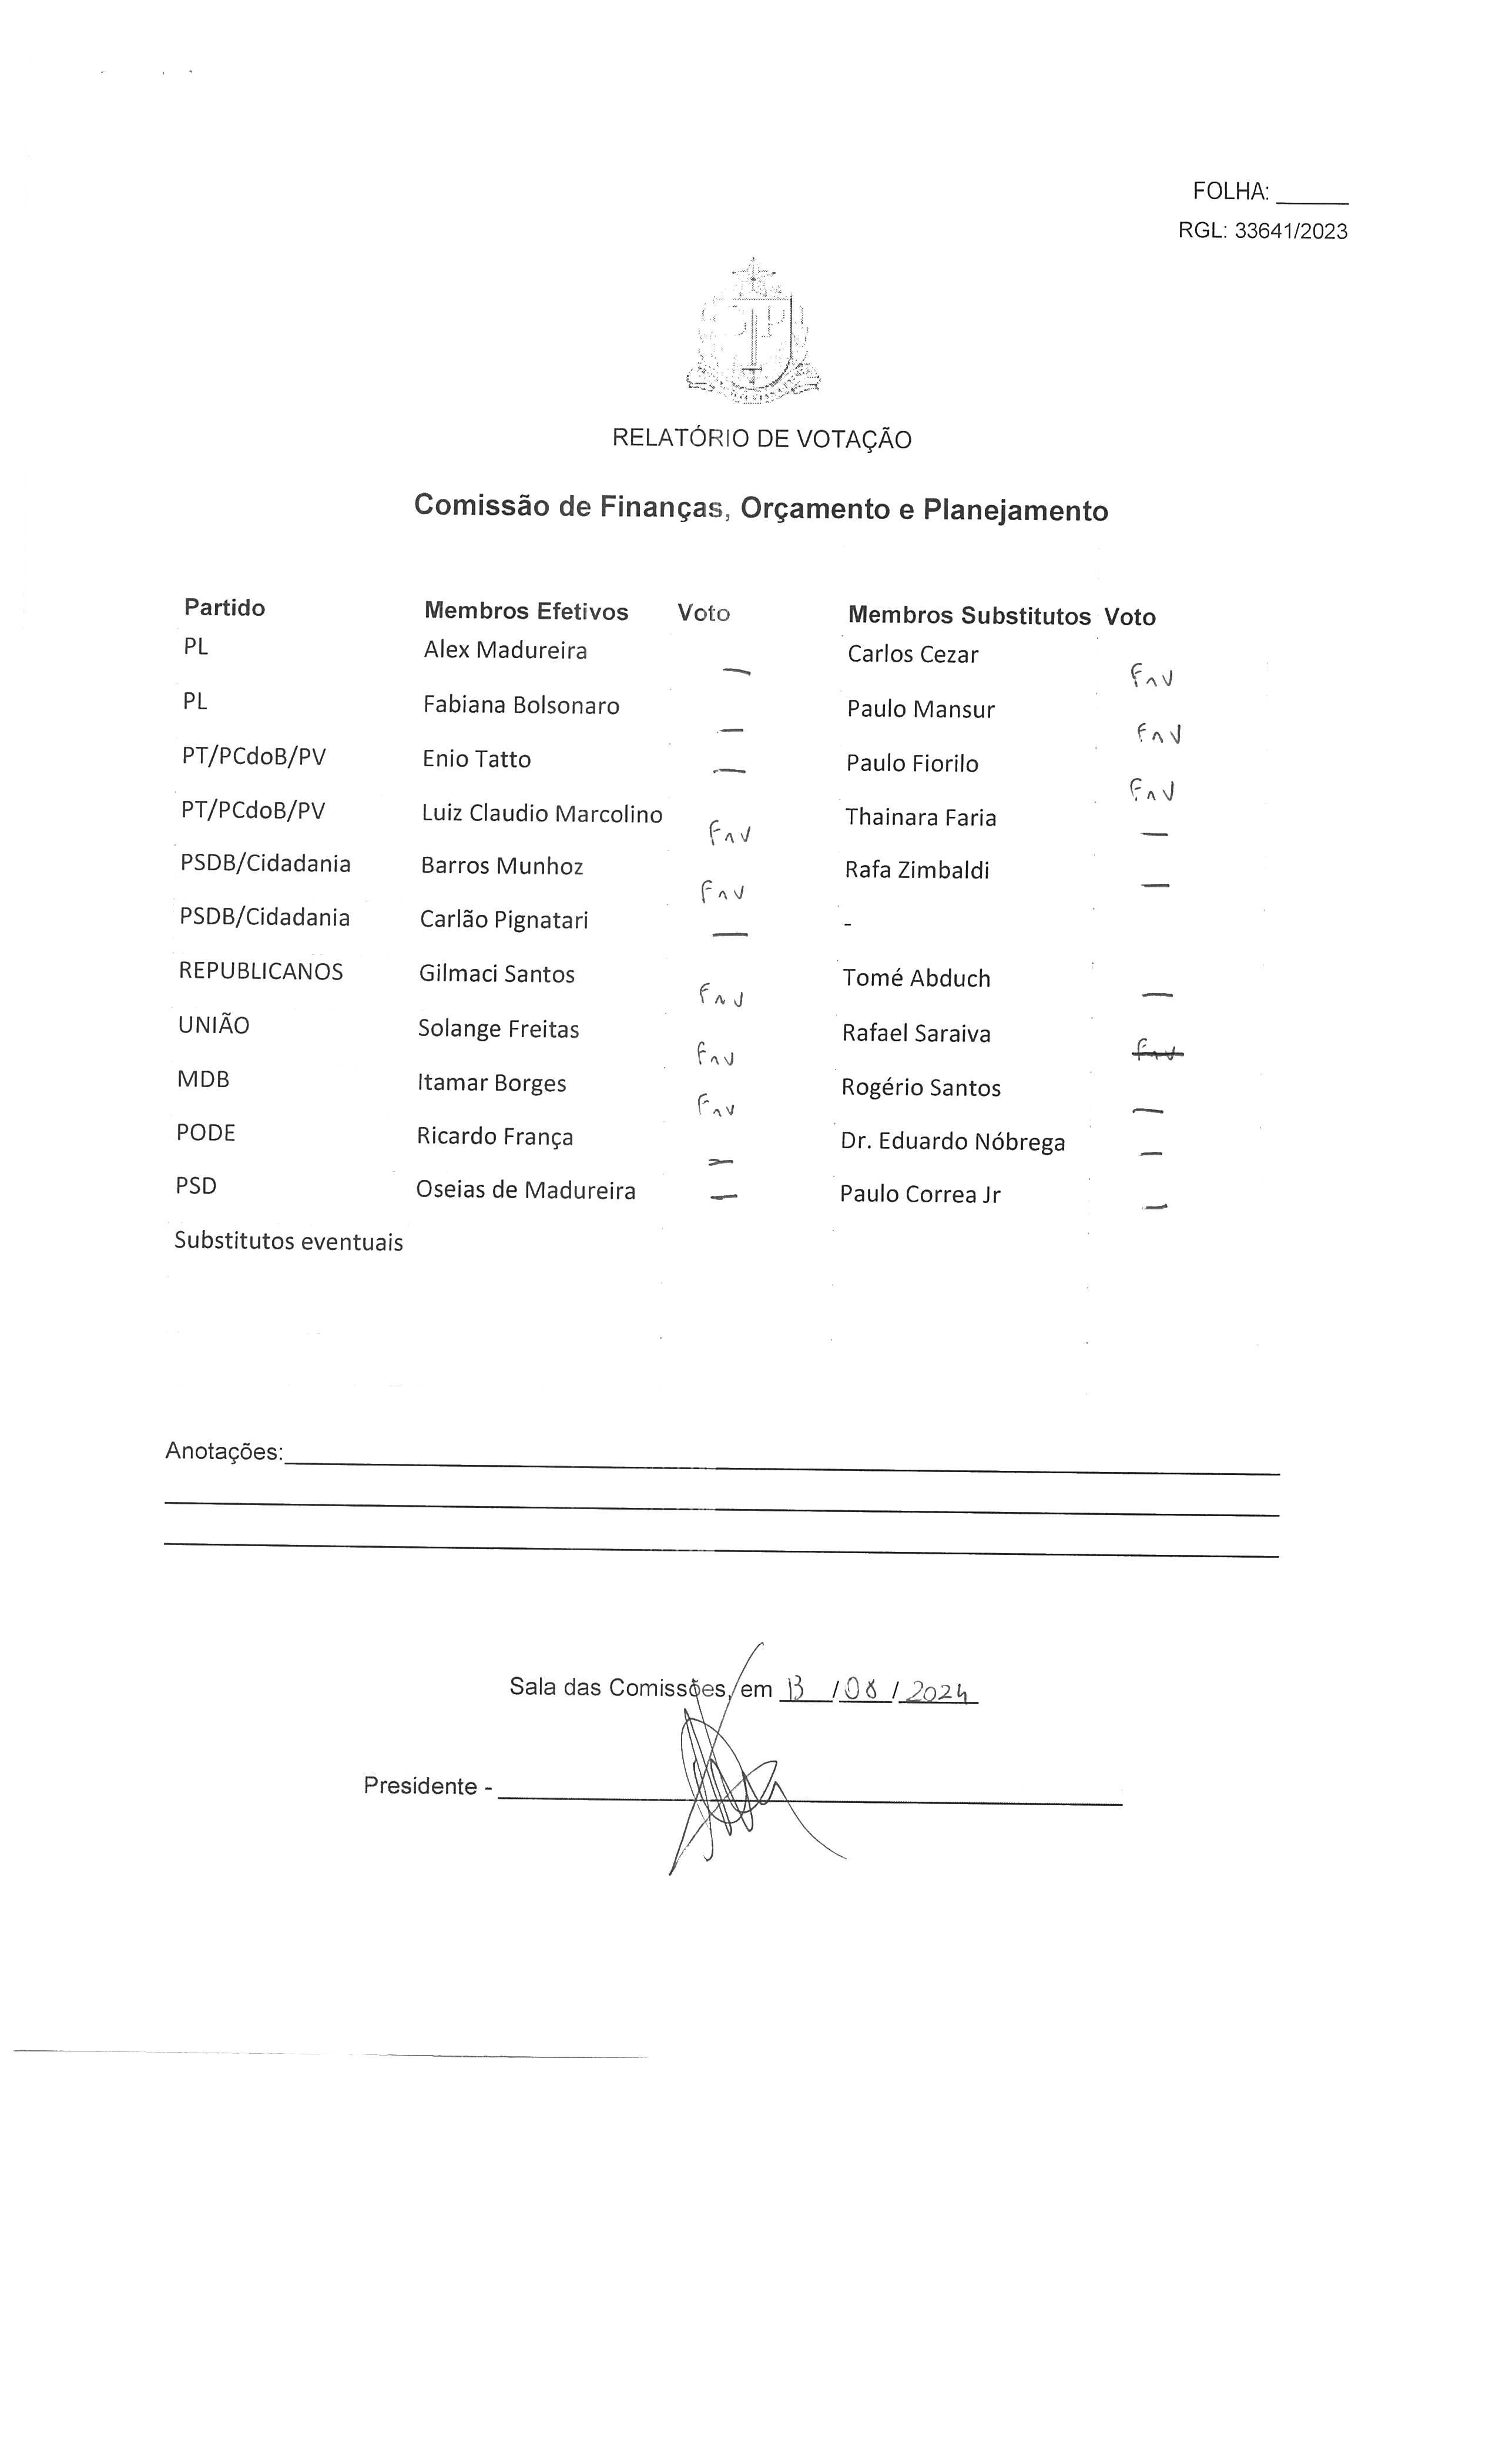 FOLHA: ______
RGL: 33641/2023
RELATÓRIO DE VOTAÇÃO
Comissão de Finanças, Orçamento e Planejamento
Partido Membros Efetivos Voto Membros Substitutos Voto
PL Alex Madureira — Carlos Cezar FAV
PL Fabiana Bolsonaro — Paulo Mansur FAV
PT/PCdoB/PV Enio Tatto — Paulo Fiorilo FAV
PT/PCdoB/PV Luiz Claudio Marcolino FAV Thainara Faria —
PSDB/Cidadania Barros Munhoz FAV Rafa Zimbaldi —
PSDB/Cidadania Carlão Pignatari — -
REPUBLICANOS Gilmaci Santos FAV Tomé Abduch —
UNIÃO Solange Freitas FAV Rafael Saraiva FAV
MDB Itamar Borges FAV Rogério Santos —
PODE Ricardo França — Dr. Eduardo Nóbrega —
PSD Oseias de Madureira — Paulo Correa Jr —
Substitutos eventuais
Anotações:
Sala das Comissões, em 13 / 08 / 2024
Presidente -